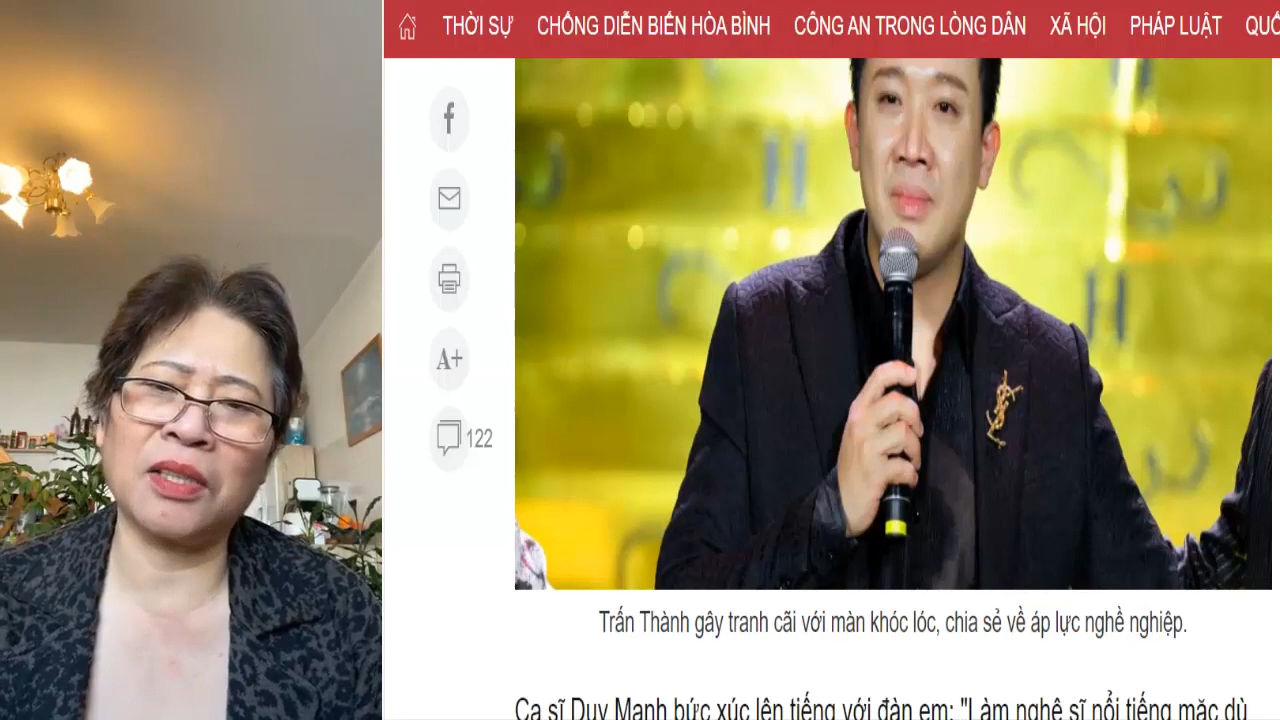 THỜI SỰ CHỐNG DIỄN BIẾN HÒA BÌNH CÔNG AN TRONG LÒNG DÂN XÃ HỘI PHÁP LUẬT QUỐ
A+
122
Trấn Thành gây tranh cãi với màn khóc lóc, chia sẻ về áp lực nghề nghiệp.
Ca sĩ Duy Mạnh bức xúc lên tiếng với đàn em: "Làm nghệ sĩ nổi tiếng mặc dù